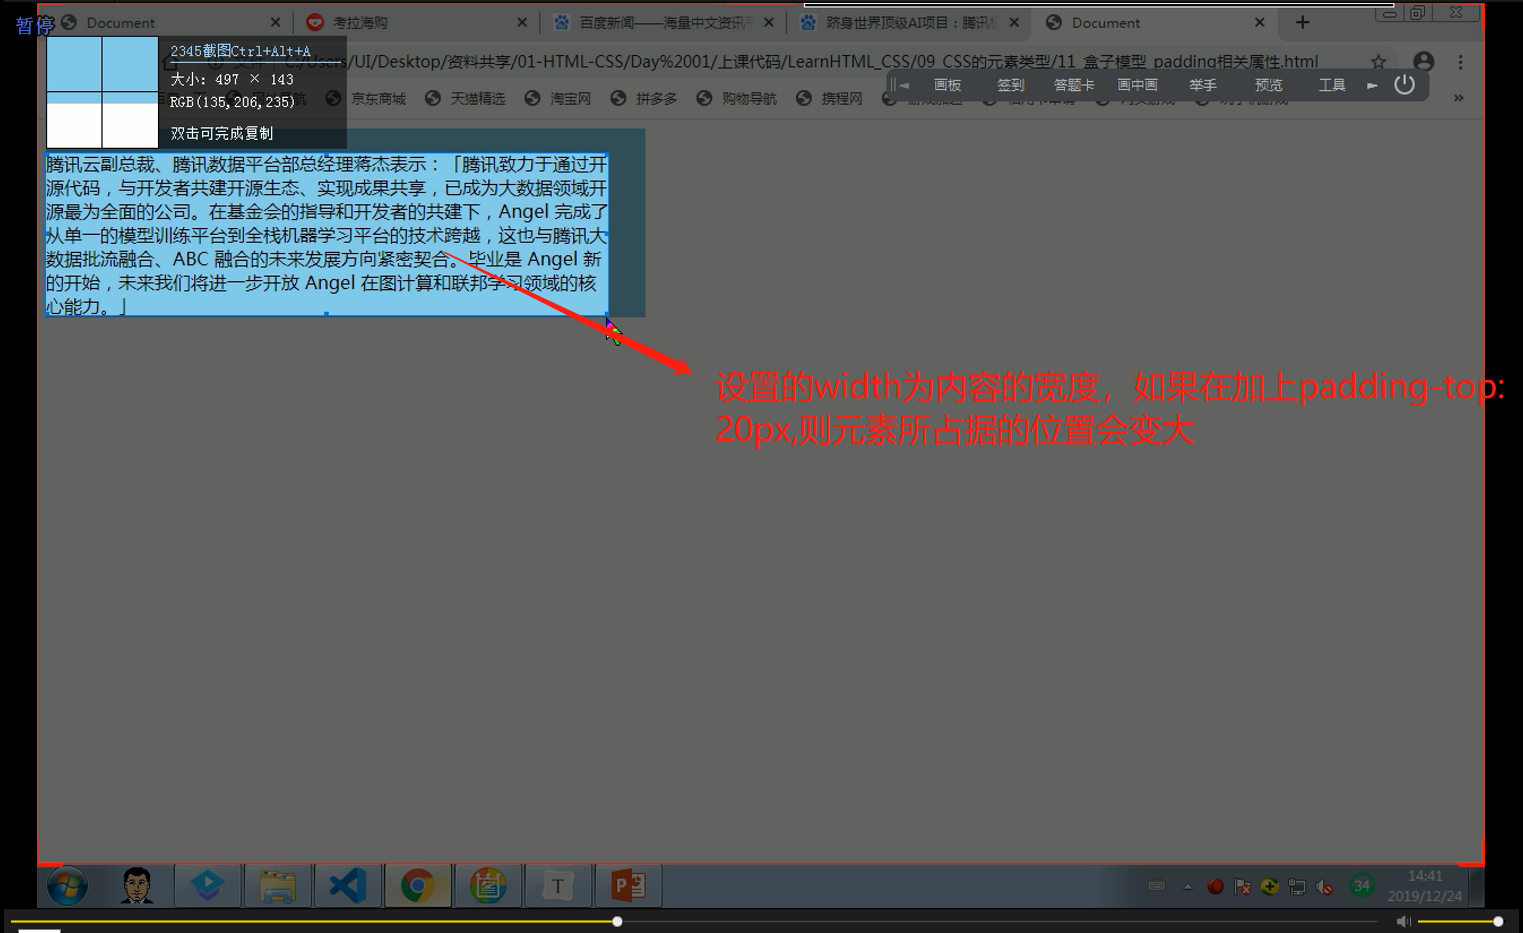 暂停
Document
考拉海购
百度新闻——海量中文资讯平
跻身世界顶级AI项目：腾讯机
Document
2345截图Ctrl+Alt+A
大小: 497 × 143
RGB(135,206,235)
双击可完成复制
C:/Users/UI/Desktop/资料共享/01-HTML-CSS/Day%2001/上课代码/LearnHTML_CSS/09_CSS的元素类型/11_盒子模型_padding相关属性.html
画板
签到
答题卡
画中画
举手
预览
工具
京东商城
天猫精选
淘宝网
拼多多
购物导航
携程网
»
腾讯云副总裁、腾讯数据平台部总经理蒋杰表示：「腾讯致力于通过开
源代码，与开发者共建开源生态、实现成果共享，已成为大数据领域开
源最为全面的公司。在基金会的指导和开发者的共建下，Angel 完成了
从单一的模型训练平台到全栈机器学习平台的技术跨越，这也与腾讯大
数据批流融合、ABC 融合的未来发展方向紧密契合。毕业是 Angel 新
的开始，未来我们将进一步开放 Angel 在图计算和联邦学习领域的核
心能力。」
设置的width为内容的宽度，如果在加上padding-top:
20px,则元素所占据的位置会变大
T
34
14:41
2019/12/24